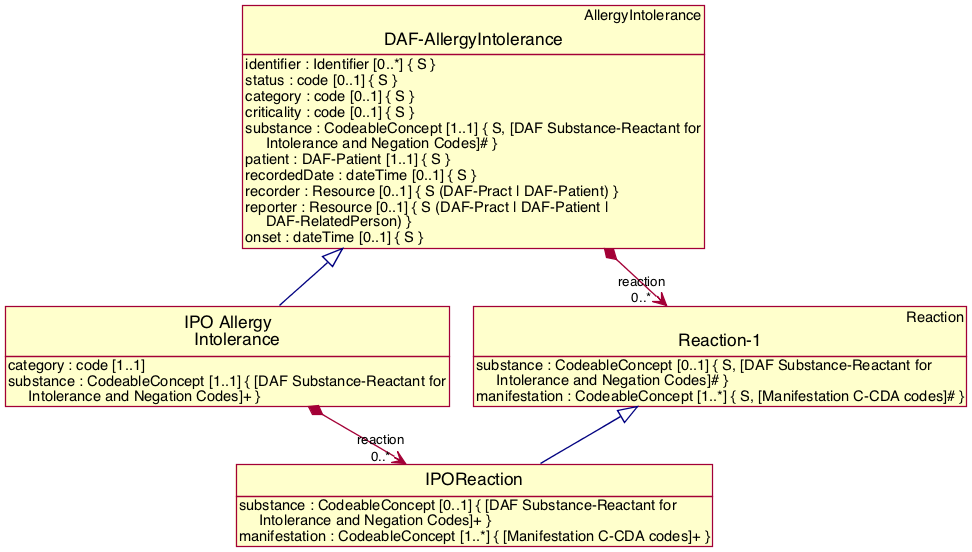 AllergyIntolerance
DAF-AllergyIntolerance
identifier : Identifier [0..*] { S }
status : code [0..1] { S }
category : code [0..1] { S }
criticality : code [0..1] { S }
substance : CodeableConcept [1..1] { S, [DAF Substance-Reactant for
Intolerance and Negation Codes]# }
patient : DAF-Patient [1..1] { S }
recordedDate : dateTime [0..1] { S }
recorder : Resource [0..1] { S (DAF-Pract | DAF-Patient) }
reporter : Resource [0..1] { S (DAF-Pract | DAF-Patient |
DAF-RelatedPerson) }
onset : dateTime [0..1] { S }
reaction
0..*
IPO Allergy
Intolerance
category : code [1..1]
substance : CodeableConcept [1..1] { [DAF Substance-Reactant for
Intolerance and Negation Codes]+ }
Reaction
Reaction-1
substance : CodeableConcept [0..1] { S, [DAF Substance-Reactant for
Intolerance and Negation Codes]# }
manifestation : CodeableConcept [1..*] { S, [Manifestation C-CDA codes]# }
reaction
0..*
IPOReaction
substance : CodeableConcept [0..1] { [DAF Substance-Reactant for
Intolerance and Negation Codes]+ }
manifestation : CodeableConcept [1..*] { [Manifestation C-CDA codes]+ }